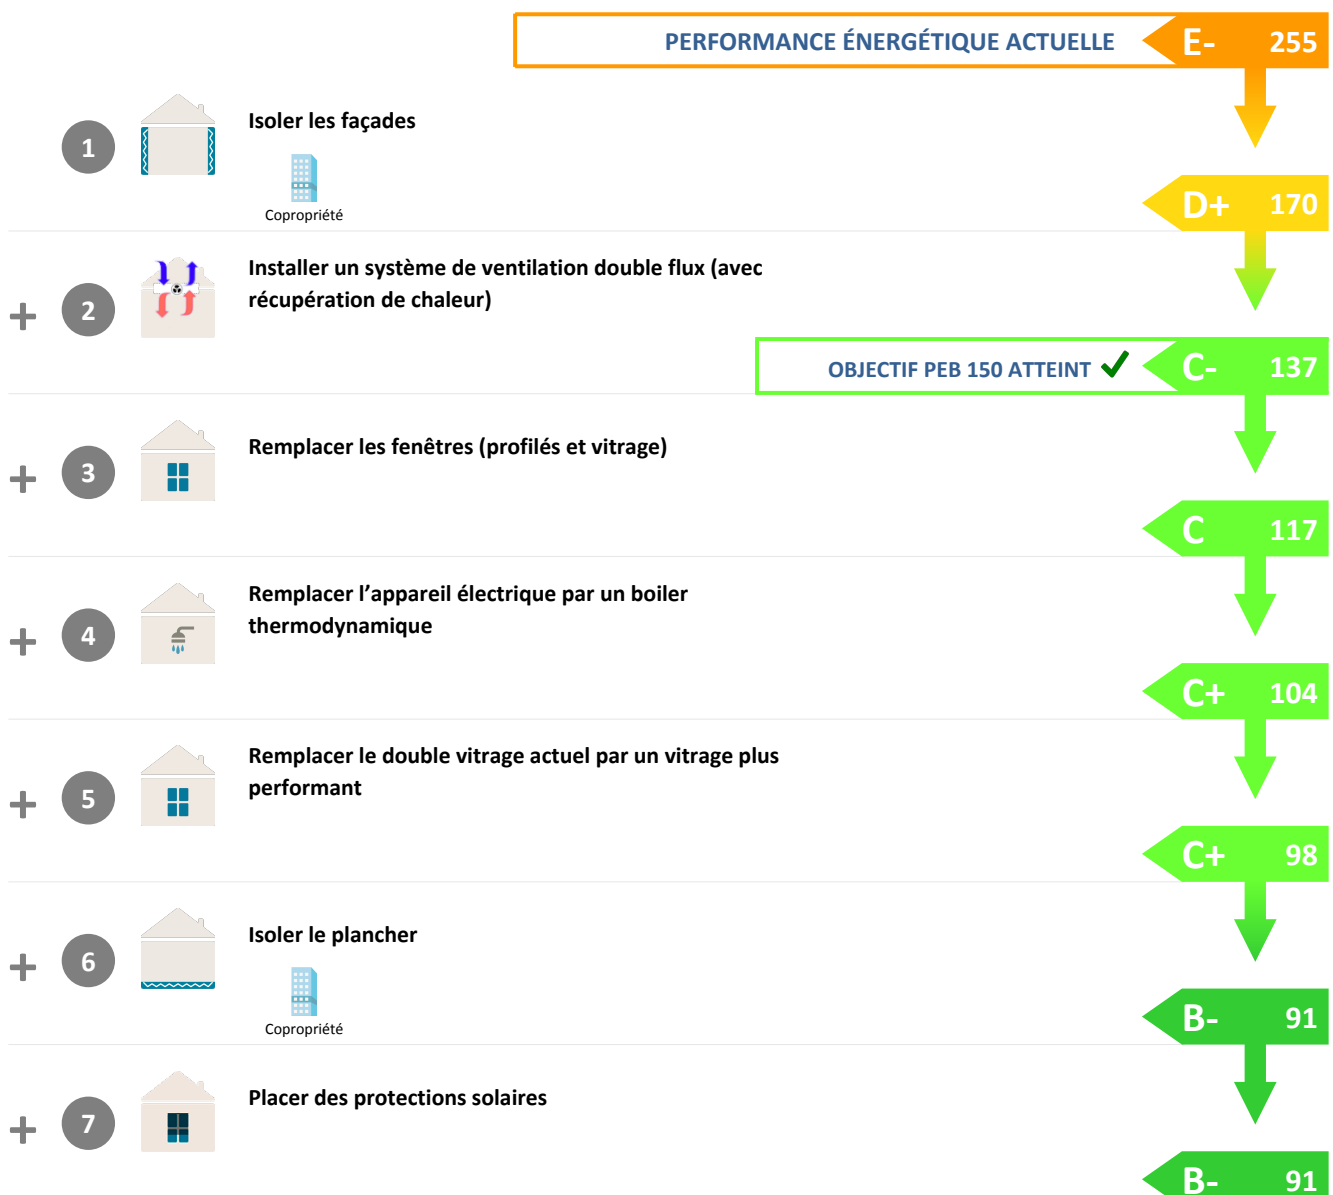 PERFORMANCE ÉNERGÉTIQUE ACTUELLE E- 255
1 Isoler les façades
Copropriété
D+ 170
+ 2 Installer un système de ventilation double flux (avec
récupération de chaleur)
OBJECTIF PEB 150 ATTEINT ✓ C- 137
+ 3 Remplacer les fenêtres (profilés et vitrage)
C 117
+ 4 Remplacer l’appareil électrique par un boiler
thermodynamique
C+ 104
+ 5 Remplacer le double vitrage actuel par un vitrage plus
performant
C+ 98
+ 6 Isoler le plancher
Copropriété
B- 91
+ 7 Placer des protections solaires
B- 91